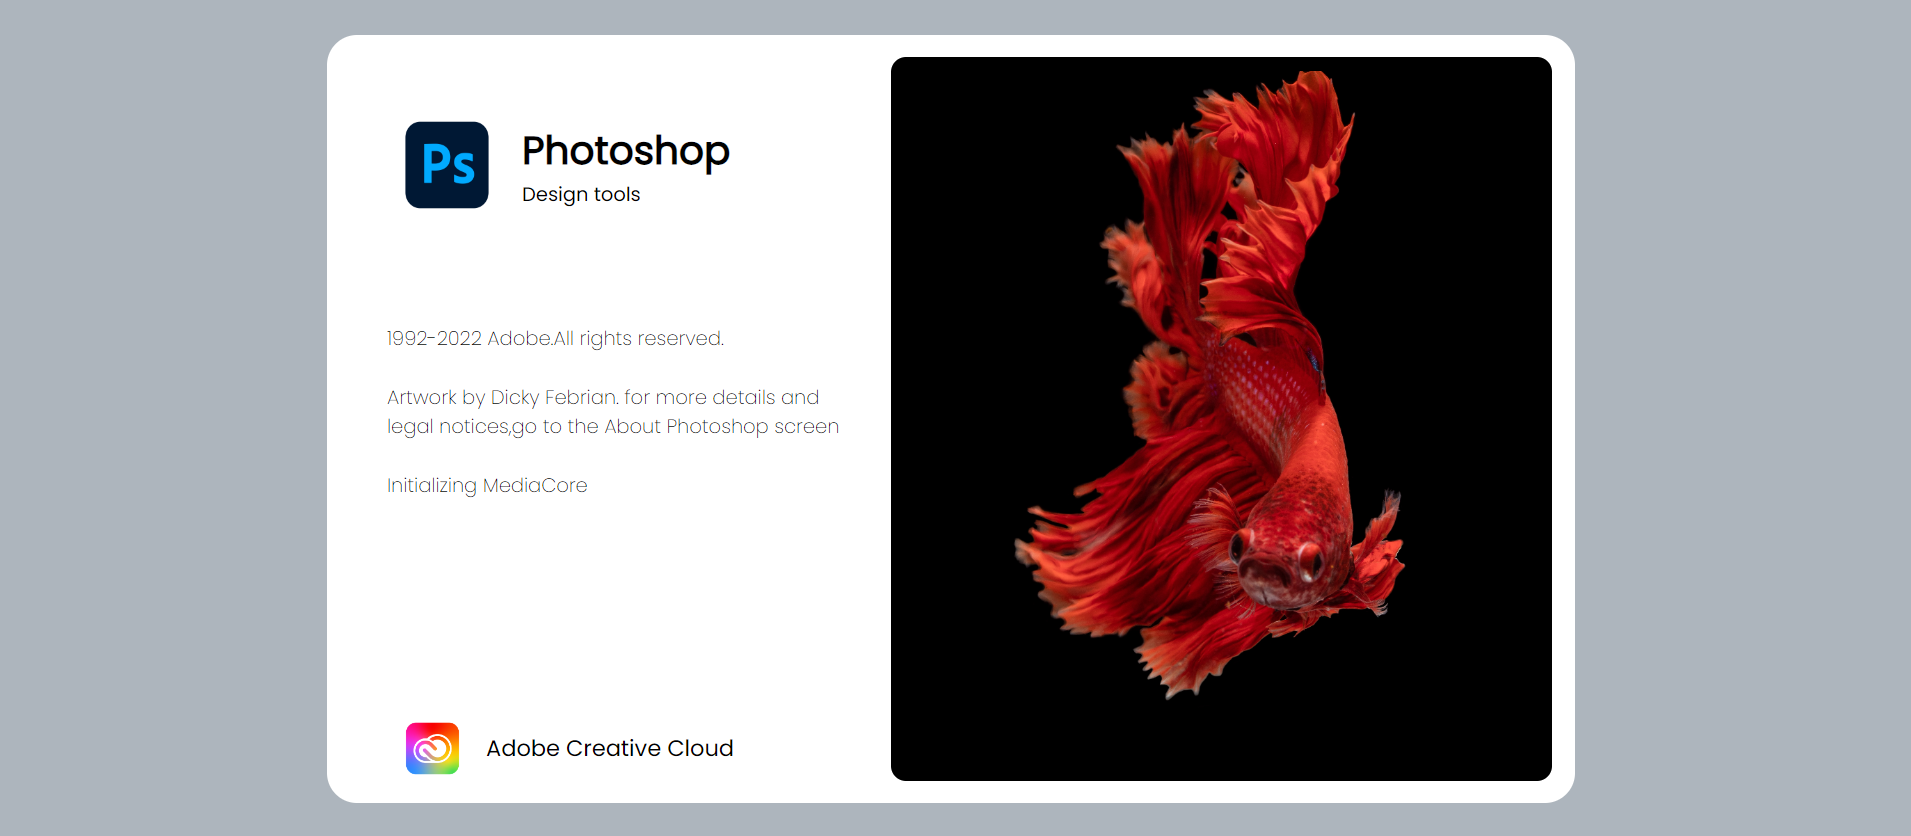 Ps
Photoshop
Design tools
1992-2022 Adobe.All rights reserved.
Artwork by Dicky Febrian. for more details and
legal notices,go to the About Photoshop screen
Initializing MediaCore
Adobe Creative Cloud